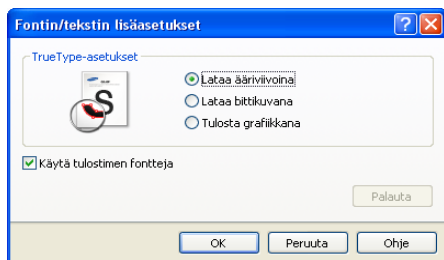 Fontin/tekstin lisäasetukset
TrueType-asetukset
S
Lataa ääriviivoina
Lataa bittikuvana
Tulosta grafiikkana
Käytä tulostimen fontteja
Palauta
OK Peruuta Ohje